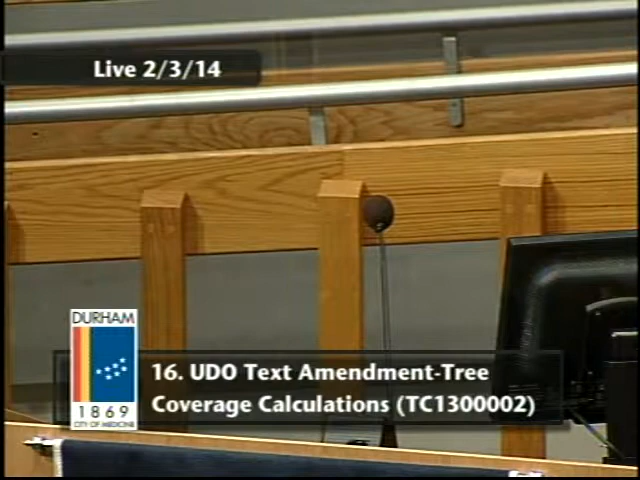 Live 2/3/14
DURHAM
1869
CITY OF MEDICINE
16. UDO Text Amendment-Tree
Coverage Calculations (TC1300002)